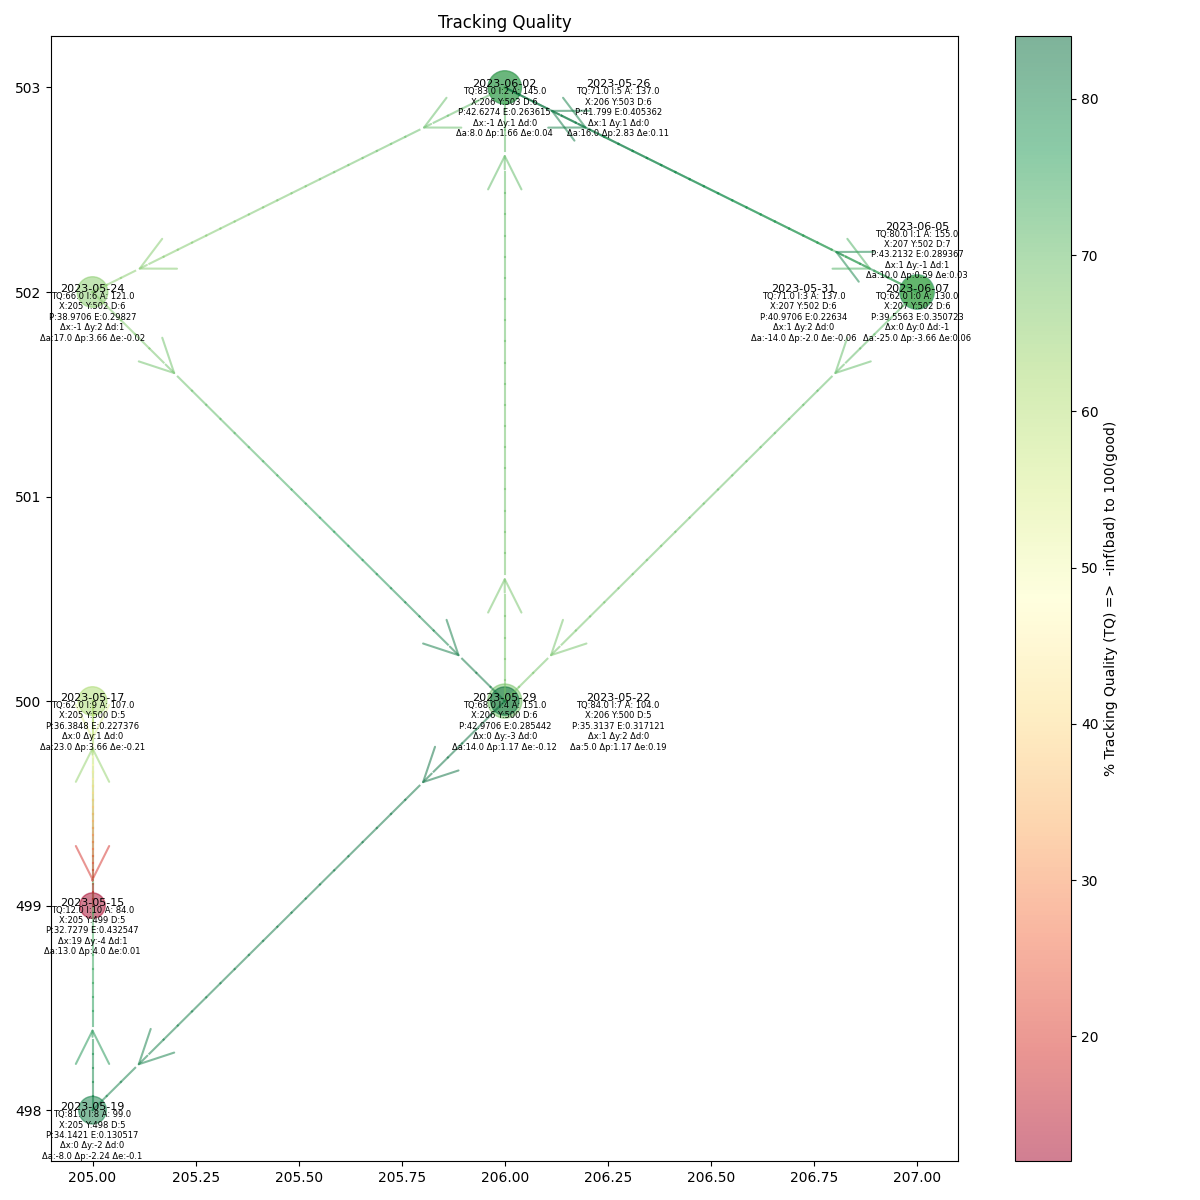 Tracking Quality
503
502
501
500
499
498
2023-06-02
TQ:83.0 I:2 A: 145.0
X:206 Y:503 D:6
P:42.6274 E:0.263615
Δx:-1 Δy:1 Δd:0
Δa:8.0 Δp:1.66 Δe:0.04
2023-05-26
TQ:71.0 I:5 A: 137.0
X:206 Y:503 D:6
P:41.799 E:0.405362
Δx:1 Δy:1 Δd:0
Δa:16.0 Δp:2.83 Δe:0.11
2023-06-05
TQ:80.0 I:1 A: 155.0
X:207 Y:502 D:7
P:43.2132 E:0.289367
Δx:1 Δy:-1 Δd:1
Δa:10.0 Δp:0.59 Δe:0.03
2023-05-24
TQ:66.0 I:6 A: 121.0
X:205 Y:502 D:6
P:38.9706 E:0.29827
Δx:-1 Δy:2 Δd:1
Δa:17.0 Δp:3.66 Δe:-0.02
2023-05-31
TQ:71.0 I:3 A: 137.0
X:207 Y:502 D:6
P:40.9706 E:0.22634
Δx:1 Δy:2 Δd:0
Δa:-14.0 Δp:-2.0 Δe:-0.06
2023-06-07
TQ:62.0 I:0 A: 130.0
X:207 Y:502 D:6
P:39.5563 E:0.350723
Δx:0 Δy:0 Δd:-1
Δa:-25.0 Δp:-3.66 Δe:0.06
2023-05-17
TQ:62.0 I:9 A: 107.0
X:205 Y:500 D:5
P:36.3848 E:0.227376
Δx:0 Δy:1 Δd:0
Δa:23.0 Δp:3.66 Δe:-0.21
2023-05-29
TQ:68.0 I:4 A: 151.0
X:206 Y:500 D:6
P:42.9706 E:0.285442
Δx:0 Δy:-3 Δd:0
Δa:14.0 Δp:1.17 Δe:-0.12
2023-05-22
TQ:84.0 I:7 A: 104.0
X:206 Y:500 D:5
P:35.3137 E:0.317121
Δx:1 Δy:2 Δd:0
Δa:5.0 Δp:1.17 Δe:0.19
2023-05-15
TQ:12.0 I:10 A: 84.0
X:205 Y:499 D:5
P:32.7279 E:0.432547
Δx:19 Δy:-4 Δd:1
Δa:13.0 Δp:4.0 Δe:0.01
2023-05-19
TQ:81.0 I:8 A: 99.0
X:205 Y:498 D:5
P:34.1421 E:0.130517
Δx:0 Δy:-2 Δd:0
Δa:-8.0 Δp:-2.24 Δe:-0.1
205.00 205.25 205.50 205.75 206.00 206.25 206.50 206.75 207.00
80
70
60
50
40
30
20
% Tracking Quality (TQ) => -inf(bad) to 100(good)